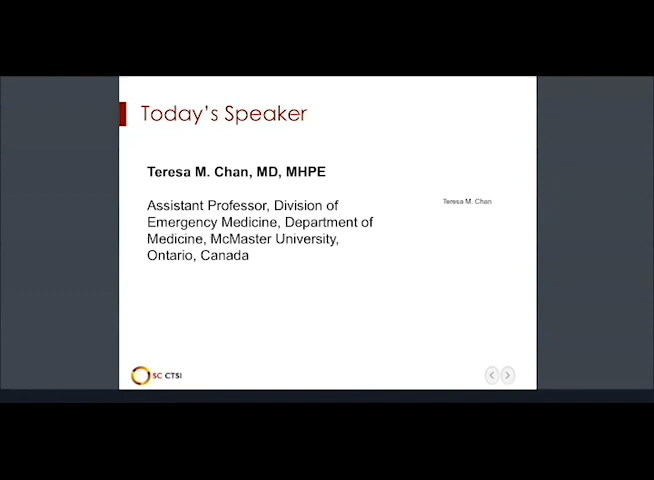 Today's Speaker
Teresa M. Chan, MD, MHPE
Assistant Professor, Division of
Emergency Medicine, Department of
Medicine, McMaster University,
Ontario, Canada
Teresa M. Chan
SC CTSI